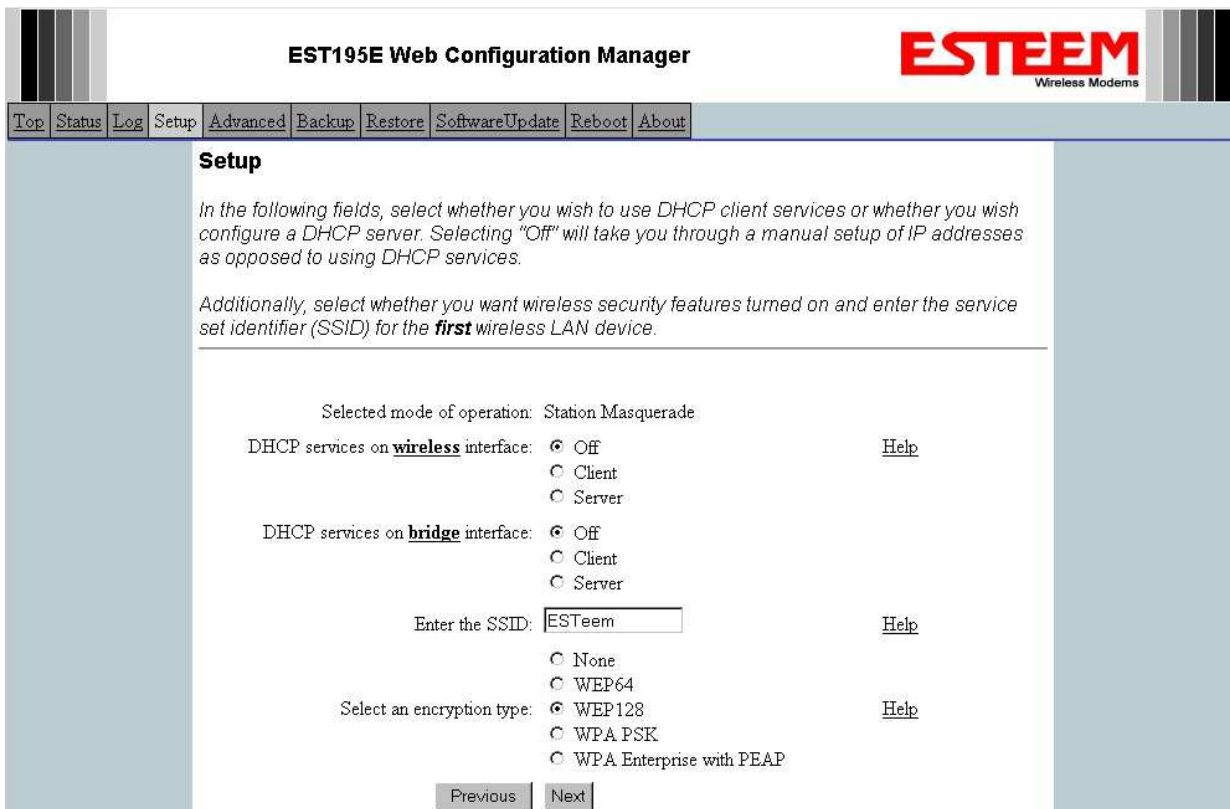 EST195E Web Configuration Manager
ESTEEM
Wireless Modems
Top Status Log Setup Advanced Backup Restore SoftwareUpdate Reboot About
Setup
In the following fields, select whether you wish to use DHCP client services or whether you wish
configure a DHCP server. Selecting "Off" will take you through a manual setup of IP addresses
as opposed to using DHCP services.
Additionally, select whether you want wireless security features turned on and enter the service
set identifier (SSID) for the first wireless LAN device.
Selected mode of operation: Station Masquerade
DHCP services on wireless interface: Off Help
Client
Server
DHCP services on bridge interface: Off
Client
Server
Enter the SSID: ESTeem Help
None
WEP64
Select an encryption type: WEP128 Help
WPA PSK
WPA Enterprise with PEAP
Previous Next